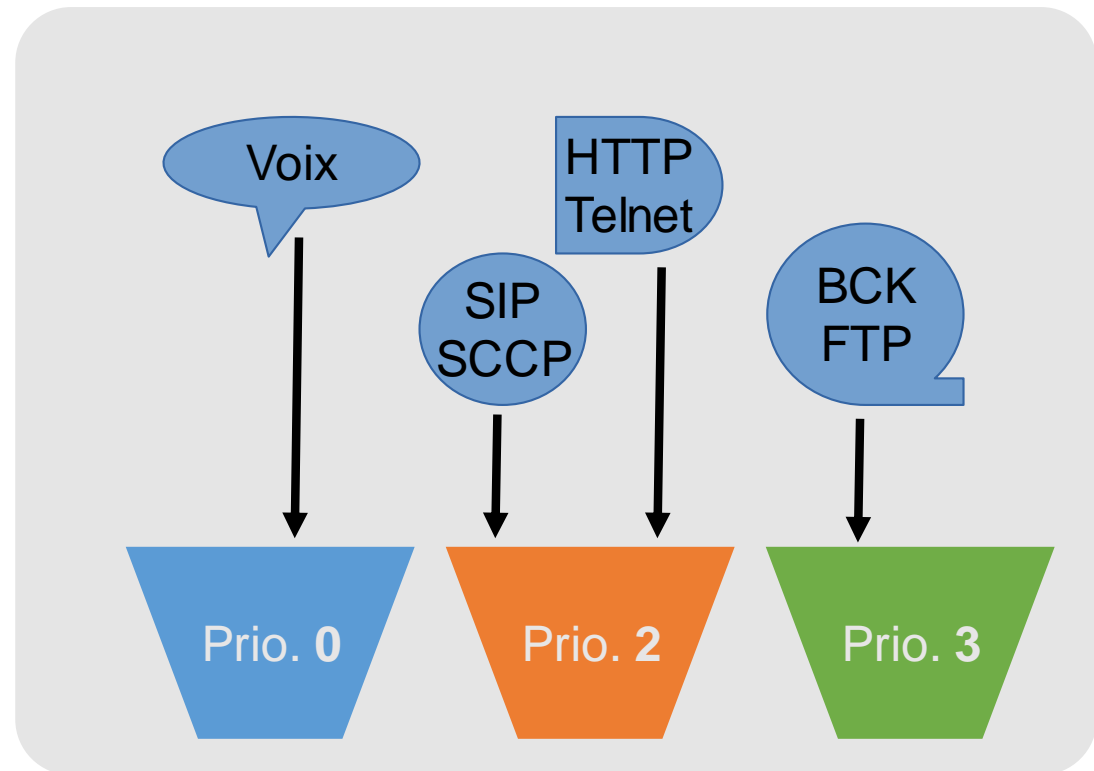 Voix
HTTP
Telnet
SIP
SCCP
BCK
FTP
Prio. 0
Prio. 2
Prio. 3